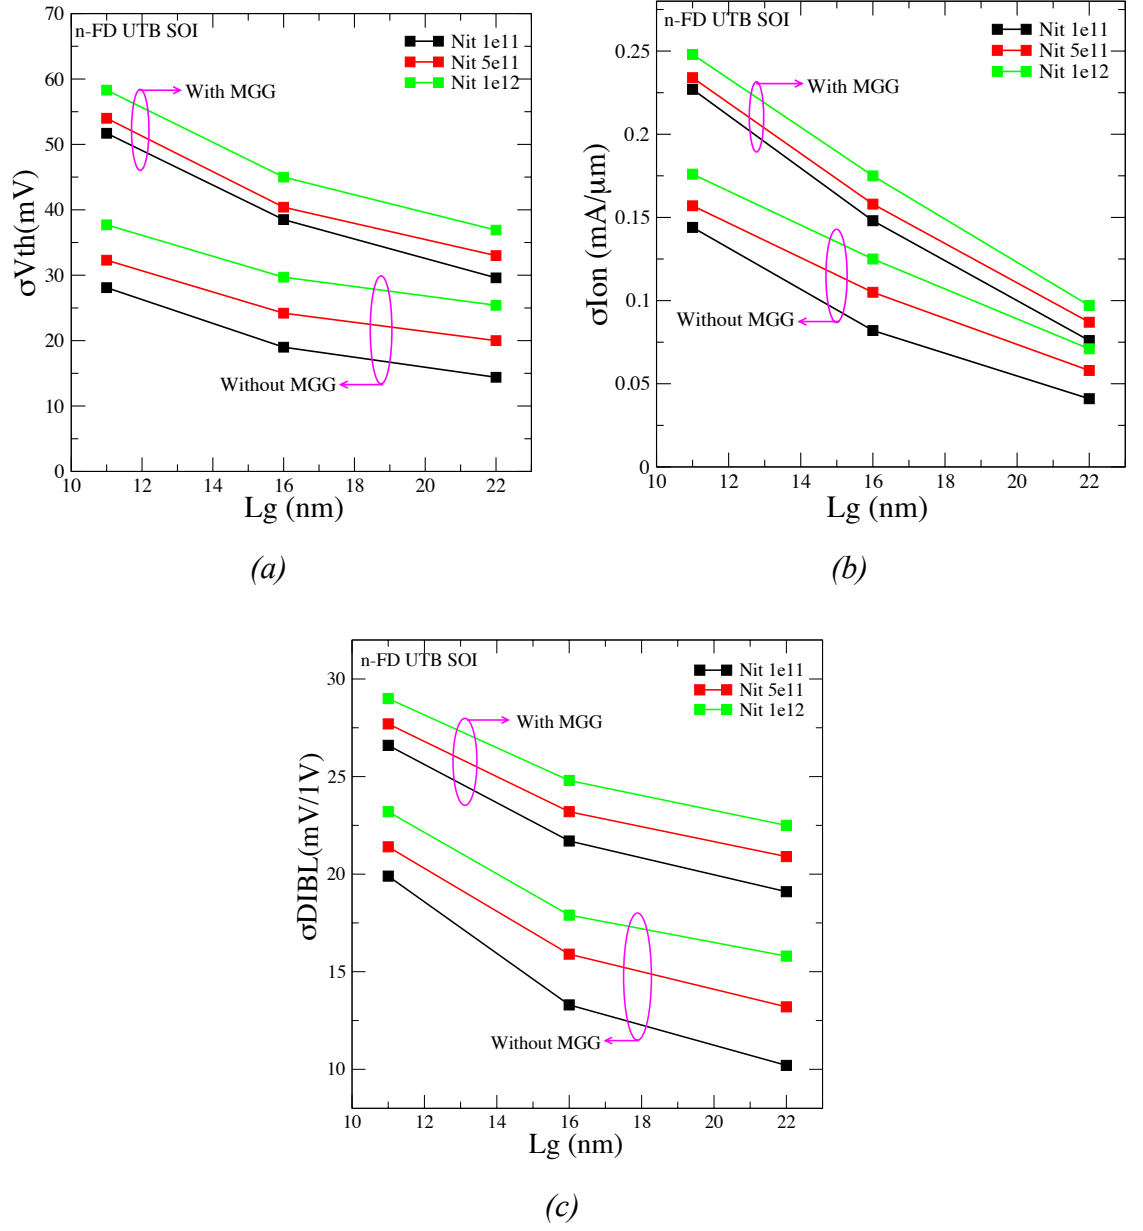 n-FD UTB SOI
Nit 1e11
Nit 5e11
Nit 1e12
With MGG
Without MGG
σVth(mV)
70
60
50
40
30
20
10
0
10 12 14 16 18 20 22
Lg (nm)
(a)
n-FD UTB SOI
Nit 1e11
Nit 5e11
Nit 1e12
With MGG
Without MGG
σIon (mA/μm)
0.25
0.2
0.15
0.1
0.05
0
10 12 14 16 18 20 22
Lg (nm)
(b)
n-FD UTB SOI
Nit 1e11
Nit 5e11
Nit 1e12
With MGG
Without MGG
σDIBL(mV/1V)
30
25
20
15
10
10 12 14 16 18 20 22
Lg (nm)
(c)